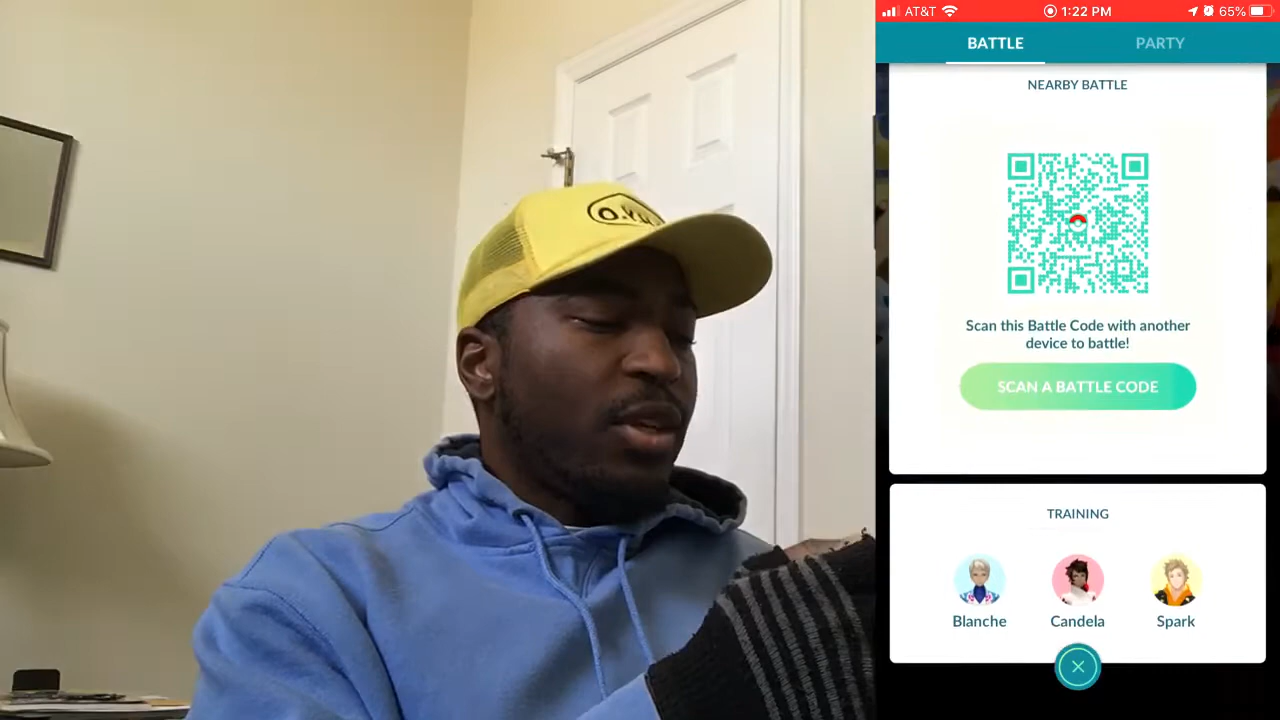 AT&T
1:22 PM
65%
BATTLE
PARTY
NEARBY BATTLE
Scan this Battle Code with another
device to battle!
SCAN A BATTLE CODE
TRAINING
Blanche
Candela
Spark